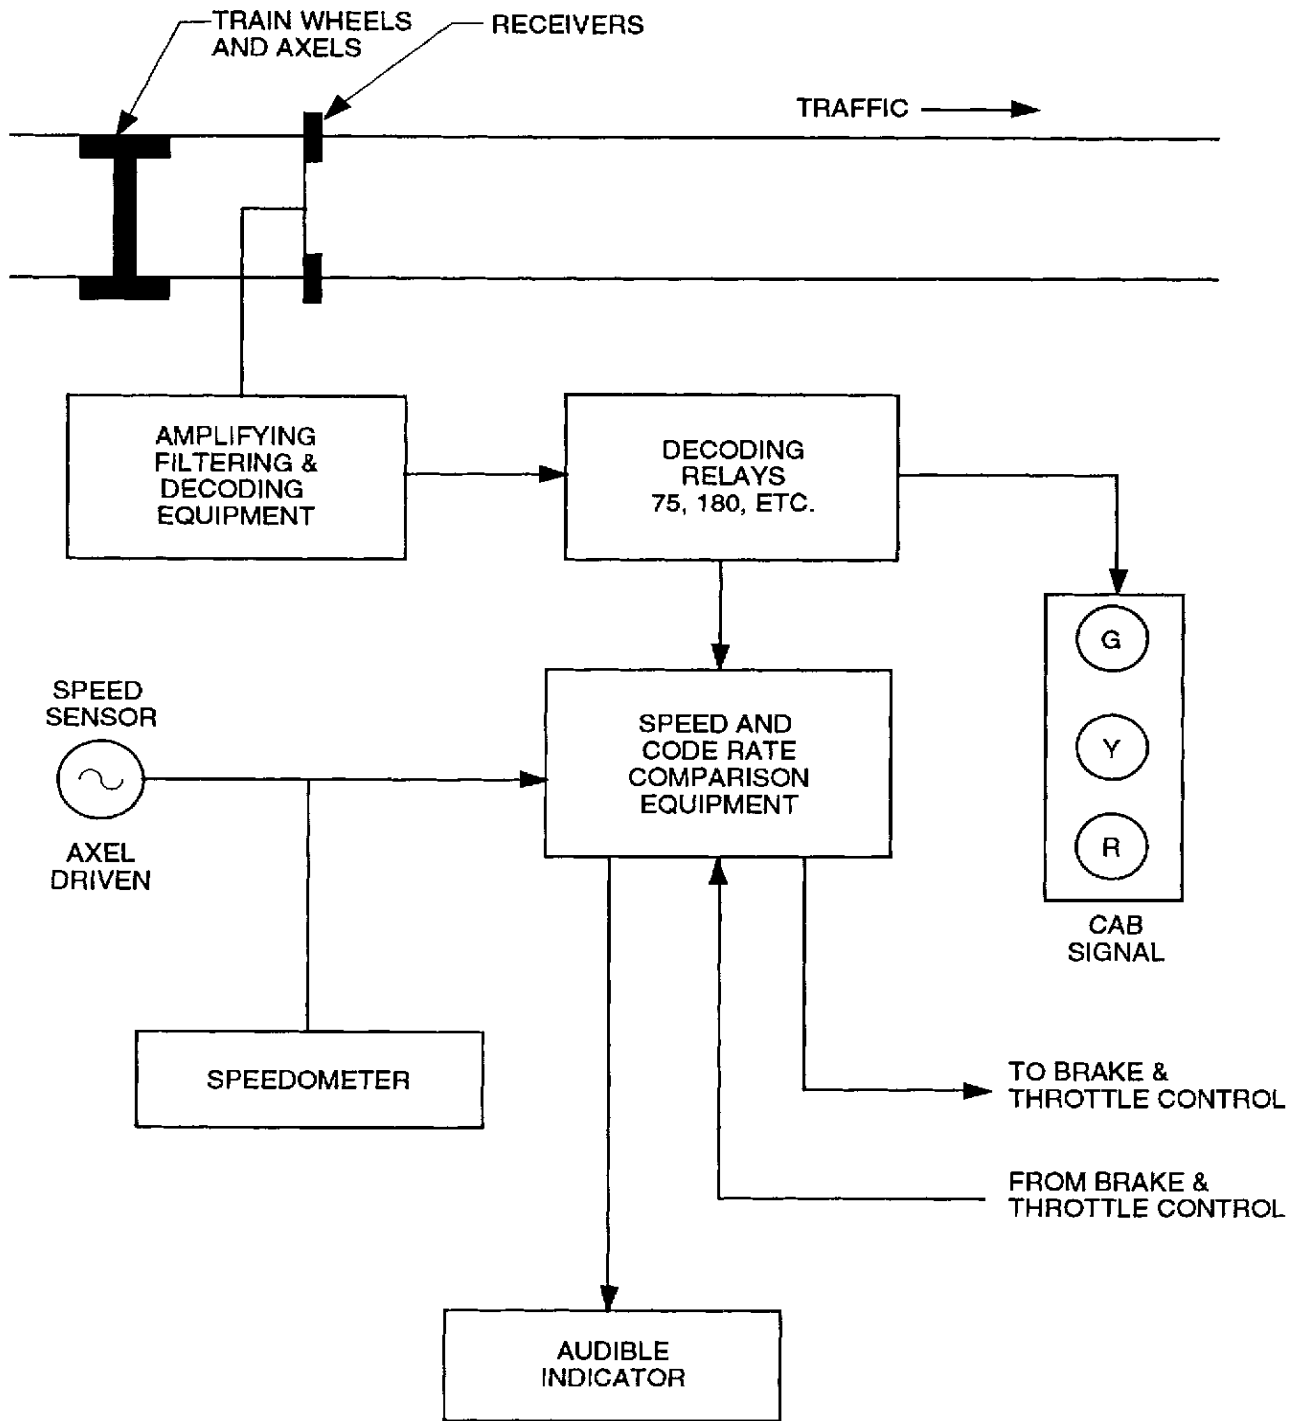 TRAIN WHEELS
AND AXELS
RECEIVERS
TRAFFIC
AMPLIFYING
FILTERING &
DECODING
EQUIPMENT
DECODING
RELAYS
75, 180, ETC.
G
Y
R
CAB
SIGNAL
SPEED
SENSOR
AXEL
DRIVEN
SPEED AND
CODE RATE
COMPARISON
EQUIPMENT
SPEEDOMETER
TO BRAKE &
THROTTLE CONTROL
FROM BRAKE &
THROTTLE CONTROL
AUDIBLE
INDICATOR